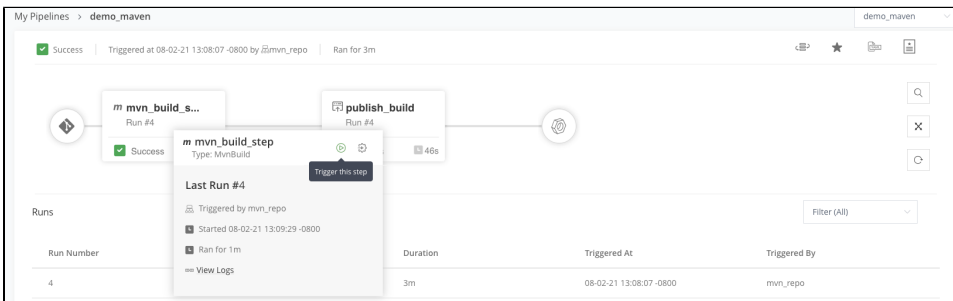 My Pipelines > demo_maven
demo_maven
Success Triggered at 08-02-21 13:08:07 -0800 by mvn_repo Ran for 3m
m mvn_build_s...
Run #4
Success
publish_build
Run #4
46s
m mvn_build_step
Type: MvnBuild
Trigger this step
Last Run #4
Triggered by mvn_repo
Started 08-02-21 13:09:29 -0800
Ran for 1m
View Logs
Runs
Filter (All)
Run Number Duration Triggered At Triggered By
4 3m 08-02-21 13:08:07 -0800 mvn_repo